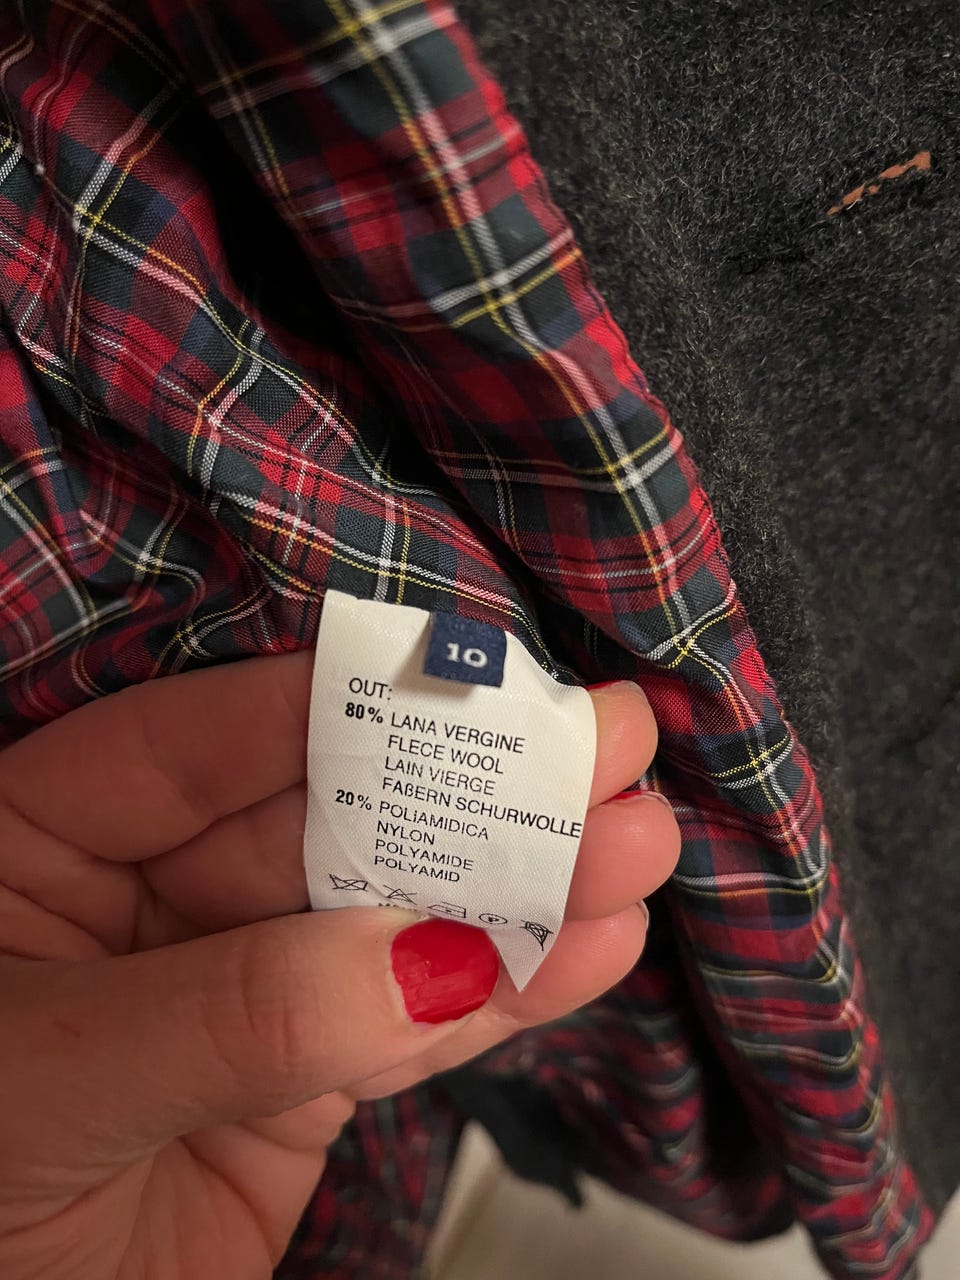 10
OUT:
80% LANA VERGINE
FLECE WOOL
LAIN VIERGE
FAßERN SCHURWOLLE
20% POLIAMIDICA
NYLON
POLYAMIDE
POLYAMID
P